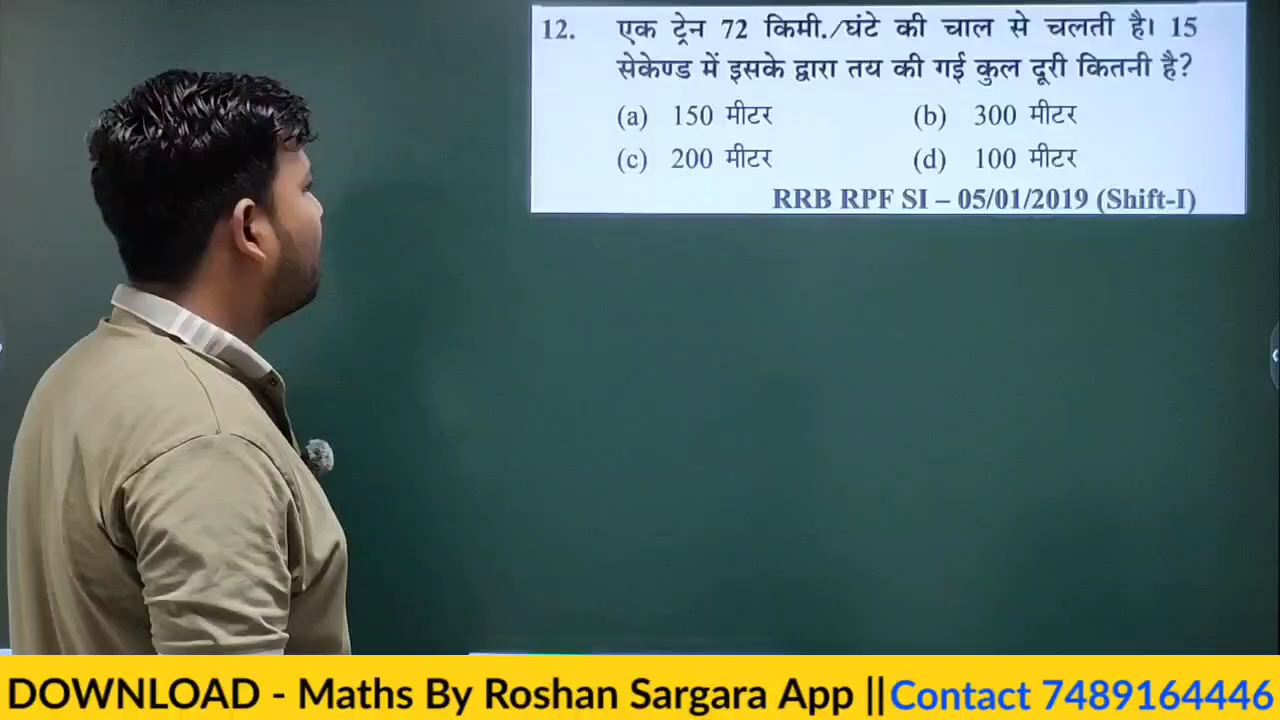 12. एक ट्रेन 72 किमी./घंटे की चाल से चलती है। 15
सेकेण्ड में इसके द्वारा तय की गई कुल दूरी कितनी है?
(a) 150 मीटर (b) 300 मीटर
(c) 200 मीटर (d) 100 मीटर
RRB RPF SI – 05/01/2019 (Shift-I)
DOWNLOAD - Maths By Roshan Sargara App ||Contact 7489164446